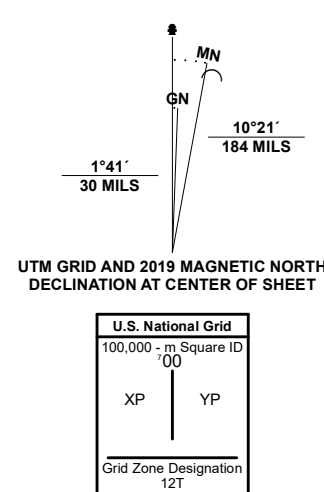 MN
GN
10°21´
184 MILS
1°41´
30 MILS
UTM GRID AND 2019 MAGNETIC NORTH
DECLINATION AT CENTER OF SHEET
U.S. National Grid
100,000 - m Square ID
⁷00
XP YP
Grid Zone Designation
12T